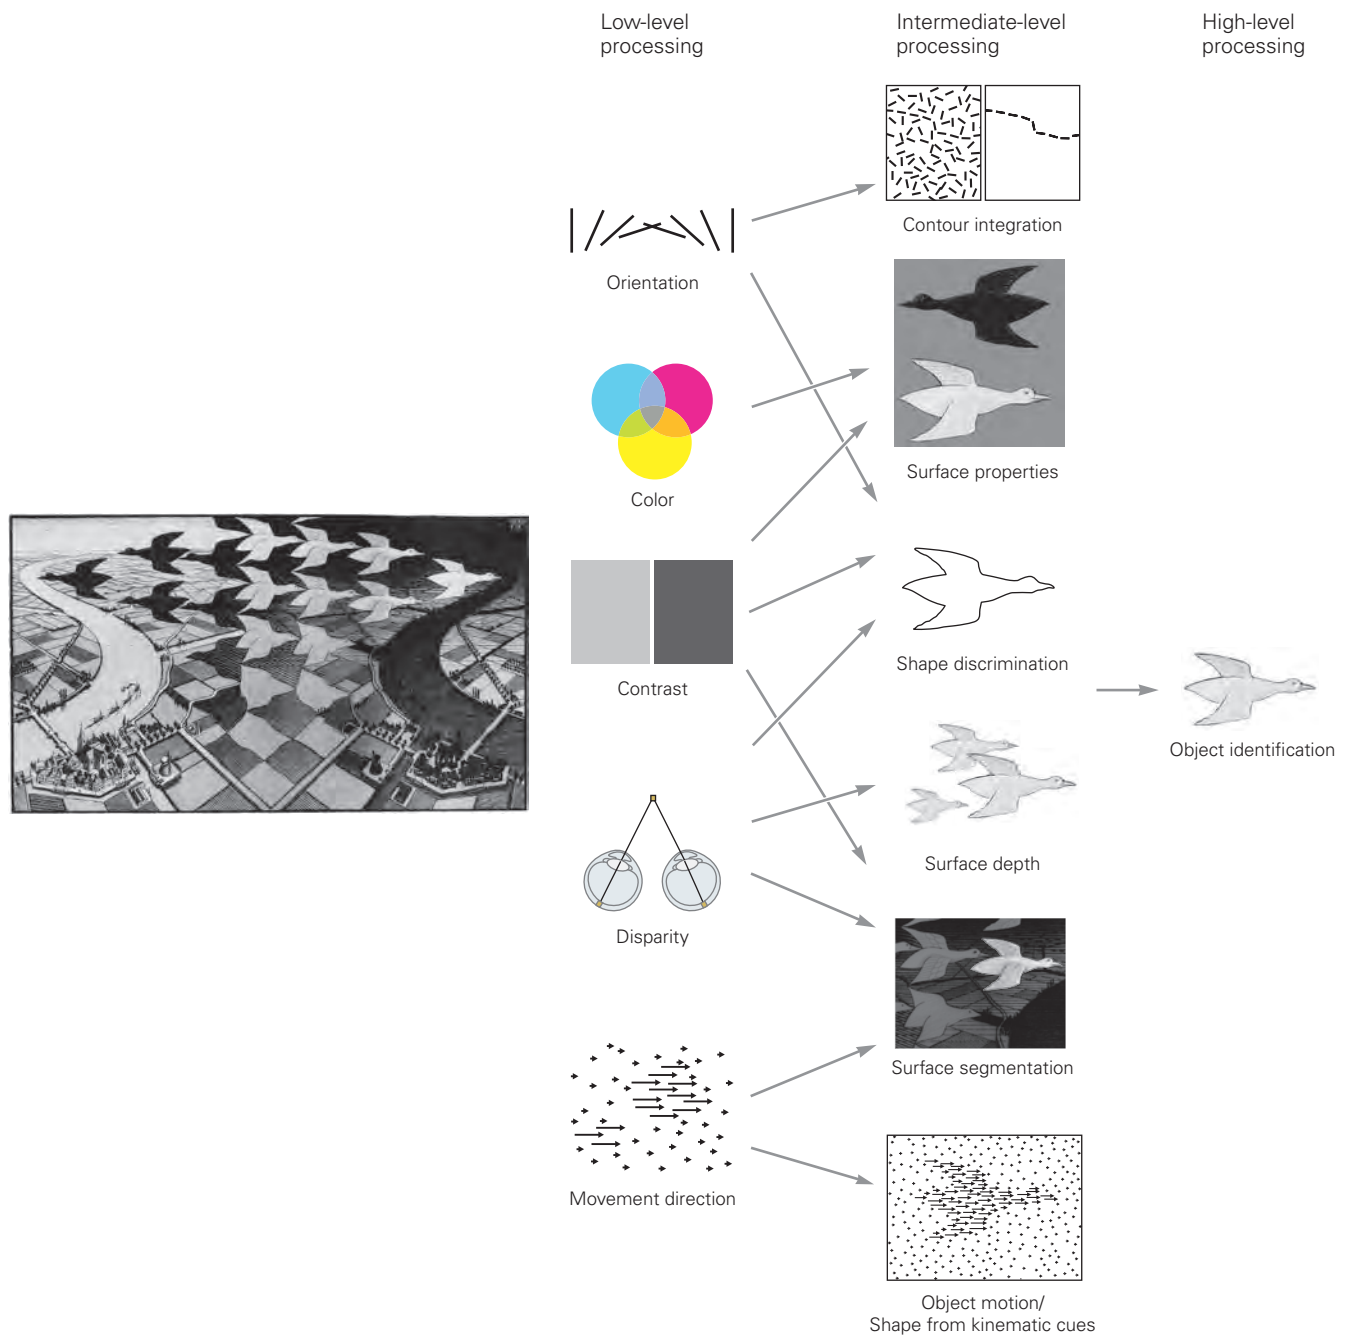 Low-level
processing
Intermediate-level
processing
High-level
processing
Contour integration
Orientation
Surface properties
Color
Shape discrimination
Contrast
Object identification
Surface depth
Disparity
Surface segmentation
Movement direction
Object motion/
Shape from kinematic cues